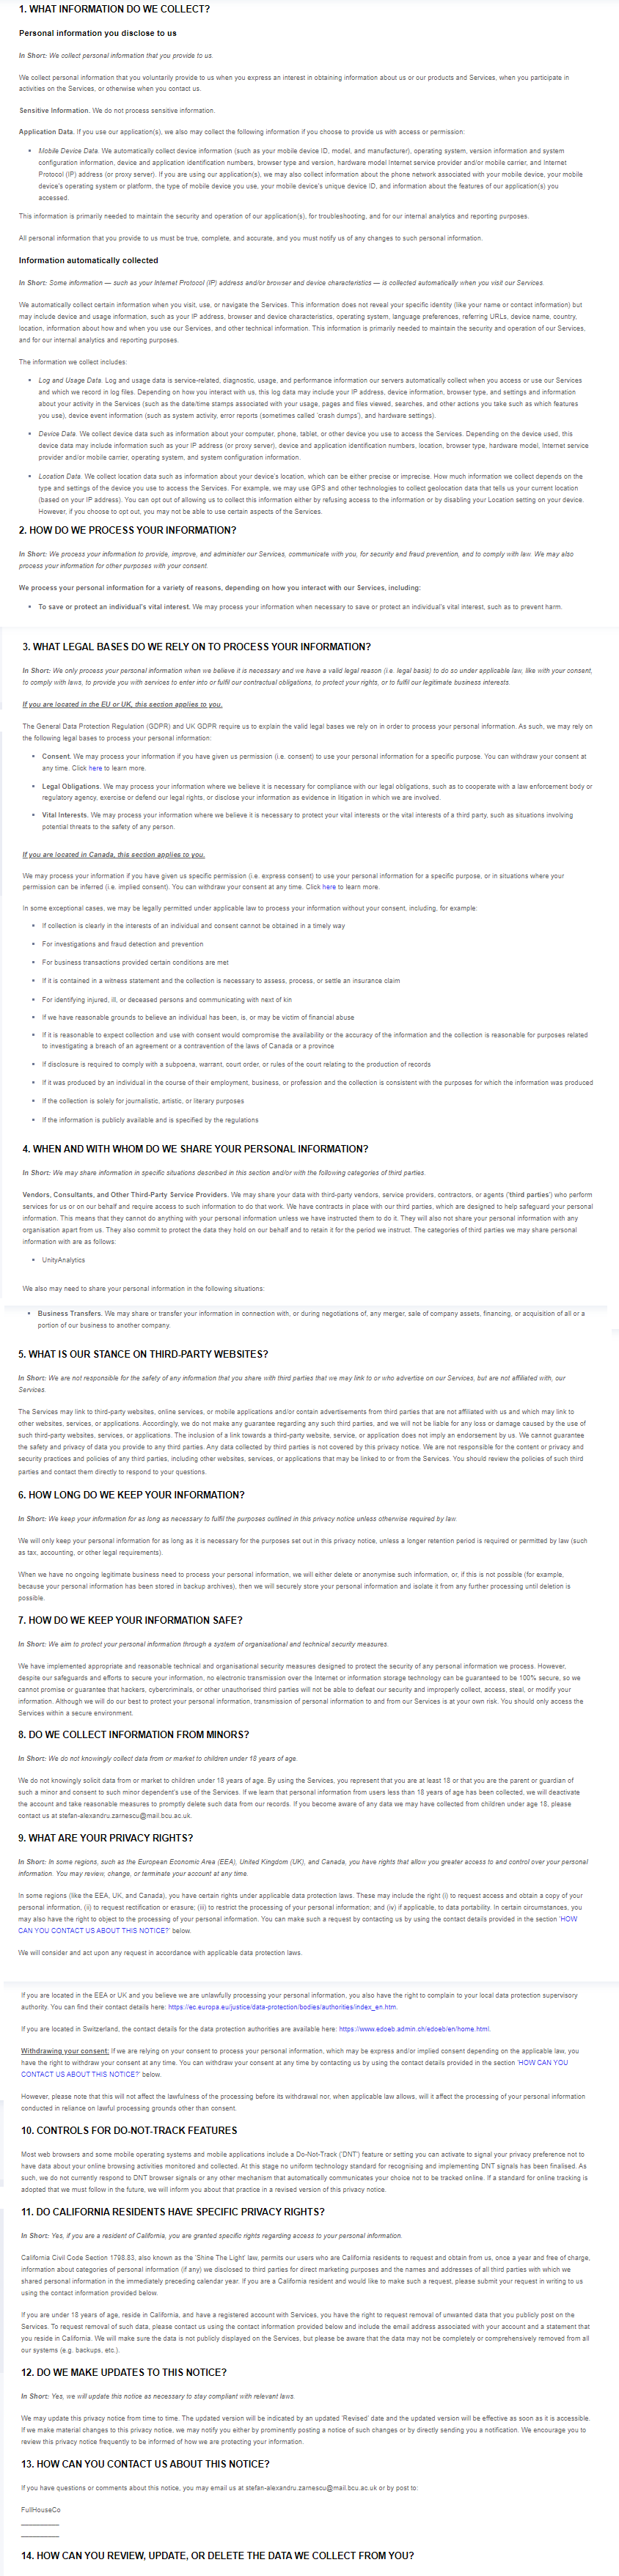 1. WHAT INFORMATION DO WE COLLECT?
Personal information you disclose to us
In Short: We collect personal information that you provide to us.
We collect personal information that you voluntarily provide to us when you express an interest in obtaining information about us or our products and Services, when you participate in
activities on the Services, or otherwise when you contact us.
Sensitive Information. We do not process sensitive information.
Application Data. If you use our application(s), we also may collect the following information if you choose to provide us with access or permission:
• Mobile Device Data. We automatically collect device information (such as your mobile device ID, model, and manufacturer), operating system, version information and system
configuration information, device and application identification numbers, browser type and version, hardware model Internet service provider and/or mobile carrier, and Internet
Protocol (IP) address (or proxy server). If you are using our application(s), we may also collect information about the phone network associated with your mobile device, your mobile
device's operating system or platform, the type of mobile device you use, your mobile device's unique device ID, and information about the features of our application(s) you
accessed.
This information is primarily needed to maintain the security and operation of our application(s), for troubleshooting, and for our internal analytics and reporting purposes.
All personal information that you provide to us must be true, complete, and accurate, and you must notify us of any changes to such personal information.
Information automatically collected
In Short: Some information — such as your Internet Protocol (IP) address and/or browser and device characteristics — is collected automatically when you visit our Services.
We automatically collect certain information when you visit, use, or navigate the Services. This information does not reveal your specific identity (like your name or contact information) but
may include device and usage information, such as your IP address, browser and device characteristics, operating system, language preferences, referring URLs, device name, country,
location, information about how and when you use our Services, and other technical information. This information is primarily needed to maintain the security and operation of our Services,
and for our internal analytics and reporting purposes.
The information we collect includes:
• Log and Usage Data. Log and usage data is service-related, diagnostic, usage, and performance information our servers automatically collect when you access or use our Services
and which we record in log files. Depending on how you interact with us, this log data may include your IP address, device information, browser type, and settings and information
about your activity in the Services (such as the date/time stamps associated with your usage, pages and files viewed, searches, and other actions you take such as which features
you use), device event information (such as system activity, error reports (sometimes called 'crash dumps'), and hardware settings).
• Device Data. We collect device data such as information about your computer, phone, tablet, or other device you use to access the Services. Depending on the device used, this
device data may include information such as your IP address (or proxy server), device and application identification numbers, location, browser type, hardware model, Internet service
provider and/or mobile carrier, operating system, and system configuration information.
• Location Data. We collect location data such as information about your device's location, which can be either precise or imprecise. How much information we collect depends on the
type and settings of the device you use to access the Services. For example, we may use GPS and other technologies to collect geolocation data that tells us your current location
(based on your IP address). You can opt out of allowing us to collect this information either by refusing access to the information or by disabling your Location setting on your device.
However, if you choose to opt out, you may not be able to use certain aspects of the Services.
2. HOW DO WE PROCESS YOUR INFORMATION?
In Short: We process your information to provide, improve, and administer our Services, communicate with you, for security and fraud prevention, and to comply with law. We may also
process your information for other purposes with your consent.
We process your personal information for a variety of reasons, depending on how you interact with our Services, including:
• To save or protect an individual's vital interest. We may process your information when necessary to save or protect an individual's vital interest, such as to prevent harm.
3. WHAT LEGAL BASES DO WE RELY ON TO PROCESS YOUR INFORMATION?
In Short: We only process your personal information when we believe it is necessary and we have a valid legal reason (i.e. legal basis) to do so under applicable law, like with your consent,
to comply with laws, to provide you with services to enter into or fulfil our contractual obligations, to protect your rights, or to fulfil our legitimate business interests.
If you are located in the EU or UK, this section applies to you.
The General Data Protection Regulation (GDPR) and UK GDPR require us to explain the valid legal bases we rely on in order to process your personal information. As such, we may rely on
the following legal bases to process your personal information:
• Consent. We may process your information if you have given us permission (i.e. consent) to use your personal information for a specific purpose. You can withdraw your consent at
any time. Click here to learn more.
• Legal Obligations. We may process your information where we believe it is necessary for compliance with our legal obligations, such as to cooperate with a law enforcement body or
regulatory agency, exercise or defend our legal rights, or disclose your information as evidence in litigation in which we are involved.
• Vital Interests. We may process your information where we believe it is necessary to protect your vital interests or the vital interests of a third party, such as situations involving
potential threats to the safety of any person.
If you are located in Canada, this section applies to you.
We may process your information if you have given us specific permission (i.e. express consent) to use your personal information for a specific purpose, or in situations where your
permission can be inferred (i.e. implied consent). You can withdraw your consent at any time. Click here to learn more.
In some exceptional cases, we may be legally permitted under applicable law to process your information without your consent, including, for example:
• If collection is clearly in the interests of an individual and consent cannot be obtained in a timely way
• For investigations and fraud detection and prevention
• For business transactions provided certain conditions are met
• If it is contained in a witness statement and the collection is necessary to assess, process, or settle an insurance claim
• For identifying injured, ill, or deceased persons and communicating with next of kin
• If we have reasonable grounds to believe an individual has been, is, or may be victim of financial abuse
• If it is reasonable to expect collection and use with consent would compromise the availability or the accuracy of the information and the collection is reasonable for purposes related
to investigating a breach of an agreement or a contravention of the laws of Canada or a province
• If disclosure is required to comply with a subpoena, warrant, court order, or rules of the court relating to the production of records
• If it was produced by an individual in the course of their employment, business, or profession and the collection is consistent with the purposes for which the information was produced
• If the collection is solely for journalistic, artistic, or literary purposes
• If the information is publicly available and is specified by the regulations
4. WHEN AND WITH WHOM DO WE SHARE YOUR PERSONAL INFORMATION?
In Short: We may share information in specific situations described in this section and/or with the following categories of third parties.
Vendors, Consultants, and Other Third-Party Service Providers. We may share your data with third-party vendors, service providers, contractors, or agents ('third parties') who perform
services for us or on our behalf and require access to such information to do that work. We have contracts in place with our third parties, which are designed to help safeguard your personal
information. This means that they cannot do anything with your personal information unless we have instructed them to do it. They will also not share your personal information with any
organisation apart from us. They also commit to protect the data they hold on our behalf and to retain it for the period we instruct. The categories of third parties we may share personal
information with are as follows:
• UnityAnalytics
We also may need to share your personal information in the following situations:
• Business Transfers. We may share or transfer your information in connection with, or during negotiations of, any merger, sale of company assets, financing, or acquisition of all or a
portion of our business to another company.
5. WHAT IS OUR STANCE ON THIRD-PARTY WEBSITES?
In Short: We are not responsible for the safety of any information that you share with third parties that we may link to or who advertise on our Services, but are not affiliated with, our
Services.
The Services may link to third-party websites, online services, or mobile applications and/or contain advertisements from third parties that are not affiliated with us and which may link to
other websites, services, or applications. Accordingly, we do not make any guarantee regarding any such third parties, and we will not be liable for any loss or damage caused by the use of
such third-party websites, services, or applications. The inclusion of a link towards a third-party website, service, or application does not imply an endorsement by us. We cannot guarantee
the safety and privacy of data you provide to any third parties. Any data collected by third parties is not covered by this privacy notice. We are not responsible for the content or privacy and
security practices and policies of any third parties, including other websites, services, or applications that may be linked to or from the Services. You should review the policies of such third
parties and contact them directly to respond to your questions.
6. HOW LONG DO WE KEEP YOUR INFORMATION?
In Short: We keep your information for as long as necessary to fulfil the purposes outlined in this privacy notice unless otherwise required by law.
We will only keep your personal information for as long as it is necessary for the purposes set out in this privacy notice, unless a longer retention period is required or permitted by law (such
as tax, accounting, or other legal requirements).
When we have no ongoing legitimate business need to process your personal information, we will either delete or anonymise such information, or, if this is not possible (for example,
because your personal information has been stored in backup archives), then we will securely store your personal information and isolate it from any further processing until deletion is
possible.
7. HOW DO WE KEEP YOUR INFORMATION SAFE?
In Short: We aim to protect your personal information through a system of organisational and technical security measures.
We have implemented appropriate and reasonable technical and organisational security measures designed to protect the security of any personal information we process. However,
despite our safeguards and efforts to secure your information, no electronic transmission over the Internet or information storage technology can be guaranteed to be 100% secure, so we
cannot promise or guarantee that hackers, cybercriminals, or other unauthorised third parties will not be able to defeat our security and improperly collect, access, steal, or modify your
information. Although we will do our best to protect your personal information, transmission of personal information to and from our Services is at your own risk. You should only access the
Services within a secure environment.
8. DO WE COLLECT INFORMATION FROM MINORS?
In Short: We do not knowingly collect data from or market to children under 18 years of age.
We do not knowingly solicit data from or market to children under 18 years of age. By using the Services, you represent that you are at least 18 or that you are the parent or guardian of
such a minor and consent to such minor dependent's use of the Services. If we learn that personal information from users less than 18 years of age has been collected, we will deactivate
the account and take reasonable measures to promptly delete such data from our records. If you become aware of any data we may have collected from children under age 18, please
contact us at stefan-alexandru.zarnescu@mail.bcu.ac.uk.
9. WHAT ARE YOUR PRIVACY RIGHTS?
In Short: In some regions, such as the European Economic Area (EEA), United Kingdom (UK), and Canada, you have rights that allow you greater access to and control over your personal
information. You may review, change, or terminate your account at any time.
In some regions (like the EEA, UK, and Canada), you have certain rights under applicable data protection laws. These may include the right (i) to request access and obtain a copy of your
personal information, (ii) to request rectification or erasure; (iii) to restrict the processing of your personal information; and (iv) if applicable, to data portability. In certain circumstances, you
may also have the right to object to the processing of your personal information. You can make such a request by contacting us by using the contact details provided in the section 'HOW
CAN YOU CONTACT US ABOUT THIS NOTICE?' below.
We will consider and act upon any request in accordance with applicable data protection laws.
If you are located in the EEA or UK and you believe we are unlawfully processing your personal information, you also have the right to complain to your local data protection supervisory
authority. You can find their contact details here: https://ec.europa.eu/justice/data-protection/bodies/authorities/index_en.htm.
If you are located in Switzerland, the contact details for the data protection authorities are available here: https://www.edoeb.admin.ch/edoeb/en/home.html.
Withdrawing your consent: If we are relying on your consent to process your personal information, which may be express and/or implied consent depending on the applicable law, you
have the right to withdraw your consent at any time. You can withdraw your consent at any time by contacting us by using the contact details provided in the section 'HOW CAN YOU
CONTACT US ABOUT THIS NOTICE?' below.
However, please note that this will not affect the lawfulness of the processing before its withdrawal nor, when applicable law allows, will it affect the processing of your personal information
conducted in reliance on lawful processing grounds other than consent.
10. CONTROLS FOR DO-NOT-TRACK FEATURES
Most web browsers and some mobile operating systems and mobile applications include a Do-Not-Track ('DNT') feature or setting you can activate to signal your privacy preference not to
have data about your online browsing activities monitored and collected. At this stage no uniform technology standard for recognising and implementing DNT signals has been finalised. As
such, we do not currently respond to DNT browser signals or any other mechanism that automatically communicates your choice not to be tracked online. If a standard for online tracking is
adopted that we must follow in the future, we will inform you about that practice in a revised version of this privacy notice.
11. DO CALIFORNIA RESIDENTS HAVE SPECIFIC PRIVACY RIGHTS?
In Short: Yes, if you are a resident of California, you are granted specific rights regarding access to your personal information.
California Civil Code Section 1798.83, also known as the 'Shine The Light' law, permits our users who are California residents to request and obtain from us, once a year and free of charge,
information about categories of personal information (if any) we disclosed to third parties for direct marketing purposes and the names and addresses of all third parties with which we
shared personal information in the immediately preceding calendar year. If you are a California resident and would like to make such a request, please submit your request in writing to us
using the contact information provided below.
If you are under 18 years of age, reside in California, and have a registered account with Services, you have the right to request removal of unwanted data that you publicly post on the
Services. To request removal of such data, please contact us using the contact information provided below and include the email address associated with your account and a statement that
you reside in California. We will make sure the data is not publicly displayed on the Services, but please be aware that the data may not be completely or comprehensively removed from all
our systems (e.g. backups, etc.).
12. DO WE MAKE UPDATES TO THIS NOTICE?
In Short: Yes, we will update this notice as necessary to stay compliant with relevant laws.
We may update this privacy notice from time to time. The updated version will be indicated by an updated 'Revised' date and the updated version will be effective as soon as it is accessible.
If we make material changes to this privacy notice, we may notify you either by prominently posting a notice of such changes or by directly sending you a notification. We encourage you to
review this privacy notice frequently to be informed of how we are protecting your information.
13. HOW CAN YOU CONTACT US ABOUT THIS NOTICE?
If you have questions or comments about this notice, you may email us at stefan-alexandru.zarnescu@mail.bcu.ac.uk or by post to:
FullHouseCo
__________
__________
14. HOW CAN YOU REVIEW, UPDATE, OR DELETE THE DATA WE COLLECT FROM YOU?